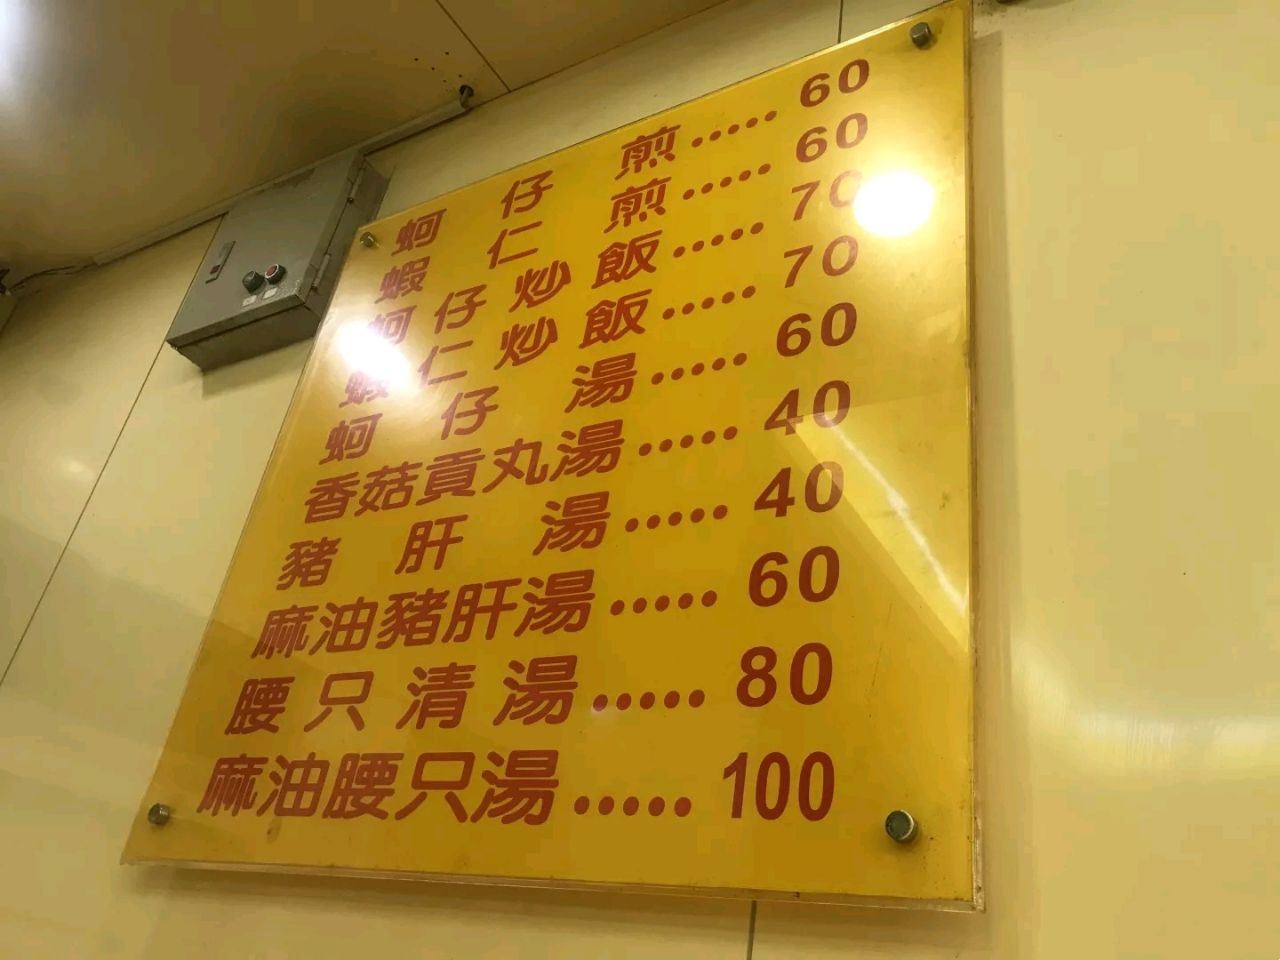 蚵仔煎.....60
蝦仁煎.....60
蚵仔炒飯.....70
蝦仁炒飯.....70
蚵仔湯.....60
香菇貢丸湯.....40
豬肝湯.....40
麻油豬肝湯.....60
腰只清湯.....80
麻油腰只湯.....100